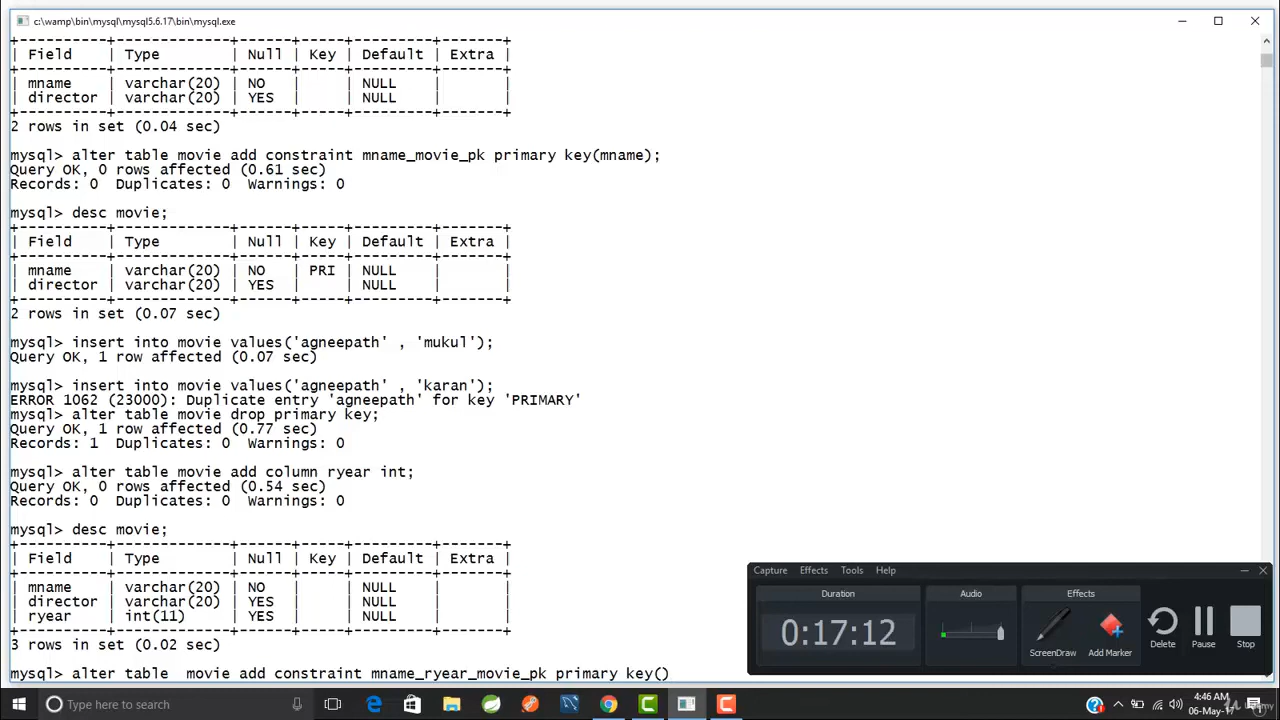 c:\wamp\bin\mysql\mysql5.6.17\bin\mysql.exe
+----------+-------------+------+-----+---------+-------+
| Field    | Type        | Null | Key | Default | Extra |
+----------+-------------+------+-----+---------+-------+
| mname    | varchar(20) | NO   |     | NULL    |       |
| director | varchar(20) | YES  |     | NULL    |       |
+----------+-------------+------+-----+---------+-------+
2 rows in set (0.04 sec)
mysql> alter table movie add constraint mname_movie_pk primary key(mname);
Query OK, 0 rows affected (0.61 sec)
Records: 0  Duplicates: 0  Warnings: 0
mysql> desc movie;
+----------+-------------+------+-----+---------+-------+
| Field    | Type        | Null | Key | Default | Extra |
+----------+-------------+------+-----+---------+-------+
| mname    | varchar(20) | NO   | PRI | NULL    |       |
| director | varchar(20) | YES  |     | NULL    |       |
+----------+-------------+------+-----+---------+-------+
2 rows in set (0.07 sec)
mysql> insert into movie values('agneepath' , 'mukul');
Query OK, 1 row affected (0.07 sec)
mysql> insert into movie values('agneepath' , 'karan');
ERROR 1062 (23000): Duplicate entry 'agneepath' for key 'PRIMARY'
mysql> alter table movie drop primary key;
Query OK, 1 row affected (0.77 sec)
Records: 1  Duplicates: 0  Warnings: 0
mysql> alter table movie add column ryear int;
Query OK, 0 rows affected (0.54 sec)
Records: 0  Duplicates: 0  Warnings: 0
mysql> desc movie;
+----------+-------------+------+-----+---------+-------+
| Field    | Type        | Null | Key | Default | Extra |
+----------+-------------+------+-----+---------+-------+
| mname    | varchar(20) | NO   |     | NULL    |       |
| director | varchar(20) | YES  |     | NULL    |       |
| ryear    | int(11)     | YES  |     | NULL    |       |
+----------+-------------+------+-----+---------+-------+
3 rows in set (0.02 sec)
mysql> alter table  movie add constraint mname_ryear_movie_pk primary key()
Capture Effects Tools Help
Duration Audio Effects
0:17:12
ScreenDraw Add Marker Delete Pause Stop
Type here to search
4:46 AM
06-May-17
Udemy